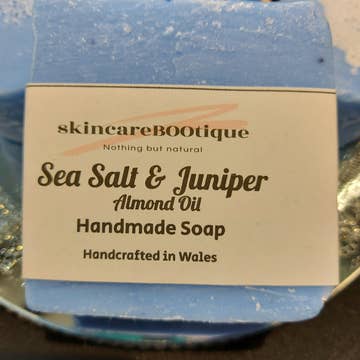 skincareBOOtique
Nothing but natural
Sea Salt & Juniper
Almond Oil
Handmade Soap
Handcrafted in Wales